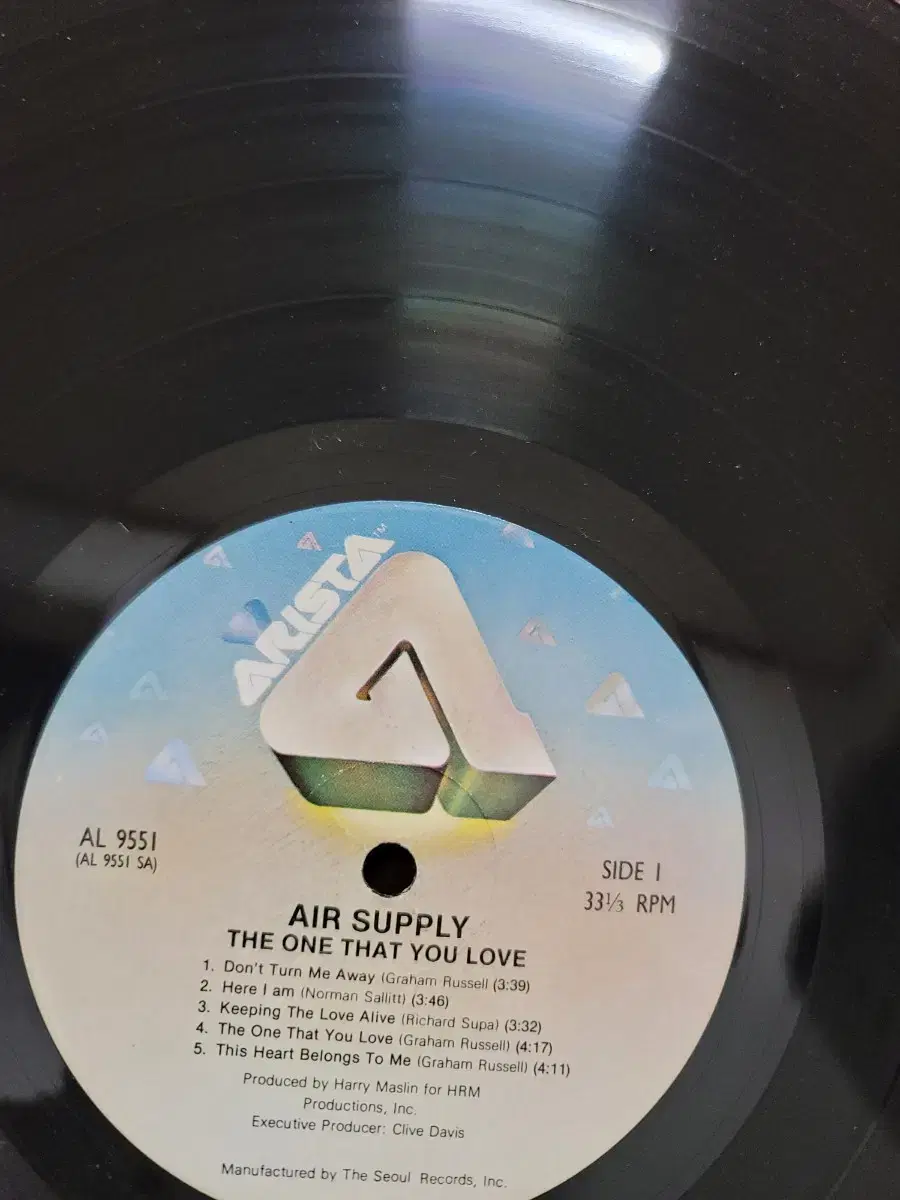 ARISTA™
AL 9551
(AL 9551 SA)
SIDE 1
33⅓ RPM
AIR SUPPLY
THE ONE THAT YOU LOVE
1. Don't Turn Me Away (Graham Russell (3:39)
2. Here I am (Norman Sallitt) (3:46)
3. Keeping The Love Alive (Richard Supa) (3:32)
4. The One That You Love (Graham Russell) (4:17)
5. This Heart Belongs To Me (Graham Russell) (4:11)
Produced by Harry Maslin for HRM
Productions, Inc.
Executive Producer: Clive Davis
Manufactured by The Seoul Records, Inc.